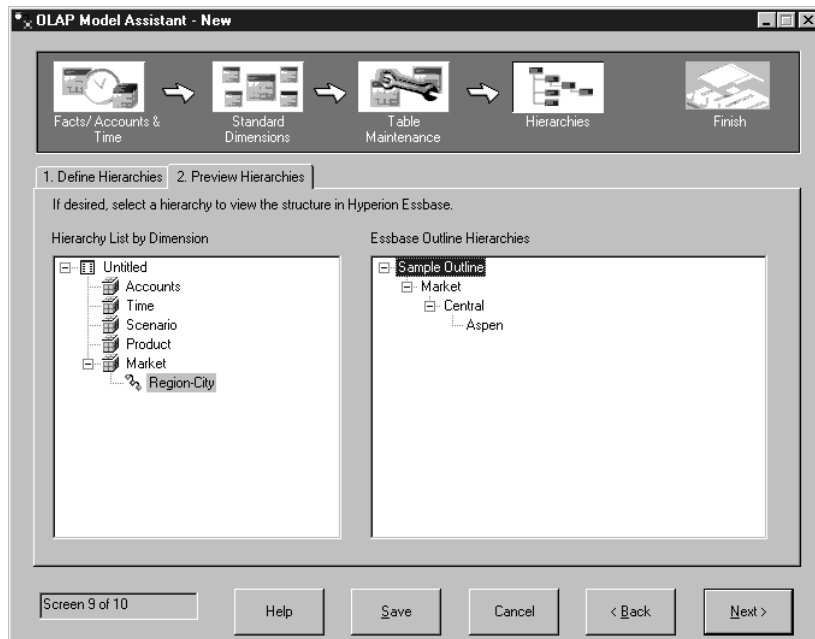 OLAP Model Assistant - New
Facts/ Accounts &
Time
Standard
Dimensions
Table
Maintenance
Hierarchies
Finish
1. Define Hierarchies
2. Preview Hierarchies
If desired, select a hierarchy to view the structure in Hyperion Essbase.
Hierarchy List by Dimension
Untitled
Accounts
Time
Scenario
Product
Market
Region-City
Essbase Outline Hierarchies
Sample Outline
Market
Central
Aspen
Screen 9 of 10
Help
Save
Cancel
< Back
Next >